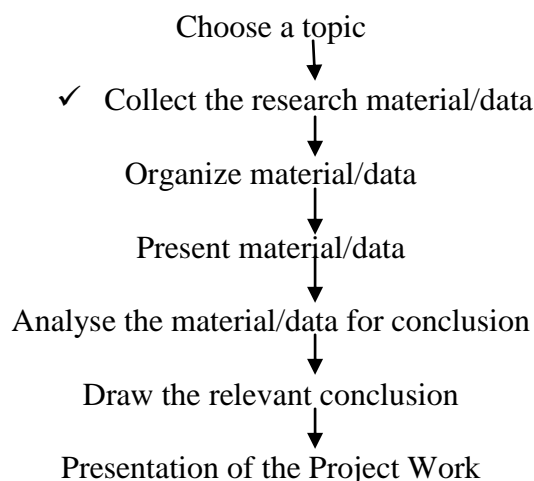 Choose a topic
✓ Collect the research material/data
Organize material/data
Present material/data
Analyse the material/data for conclusion
Draw the relevant conclusion
Presentation of the Project Work